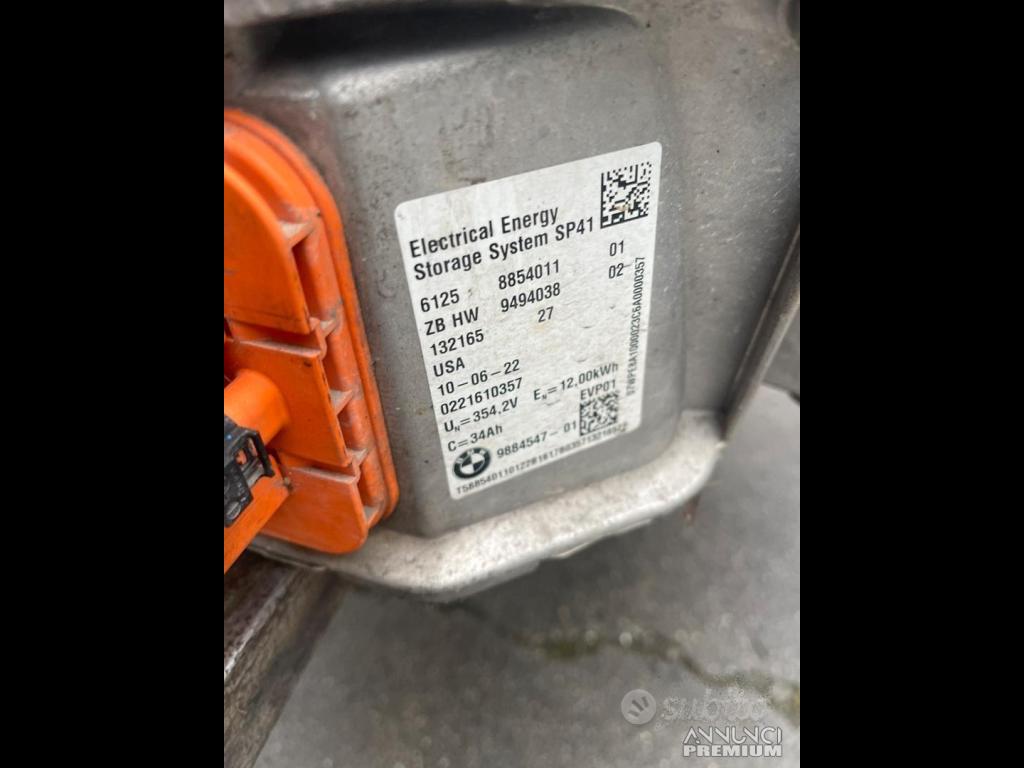 Electrical Energy
Storage System SP41
6125 8854011 01
ZB HW 9494038 02
132165 27
USA
10-06-22
0221610357
UN=354,2V EN=12,00kWh
C=34Ah EVP01
9884547-01
07WPE8A1D00023C6A0000357
subito
ANNUNCI
PREMIUM